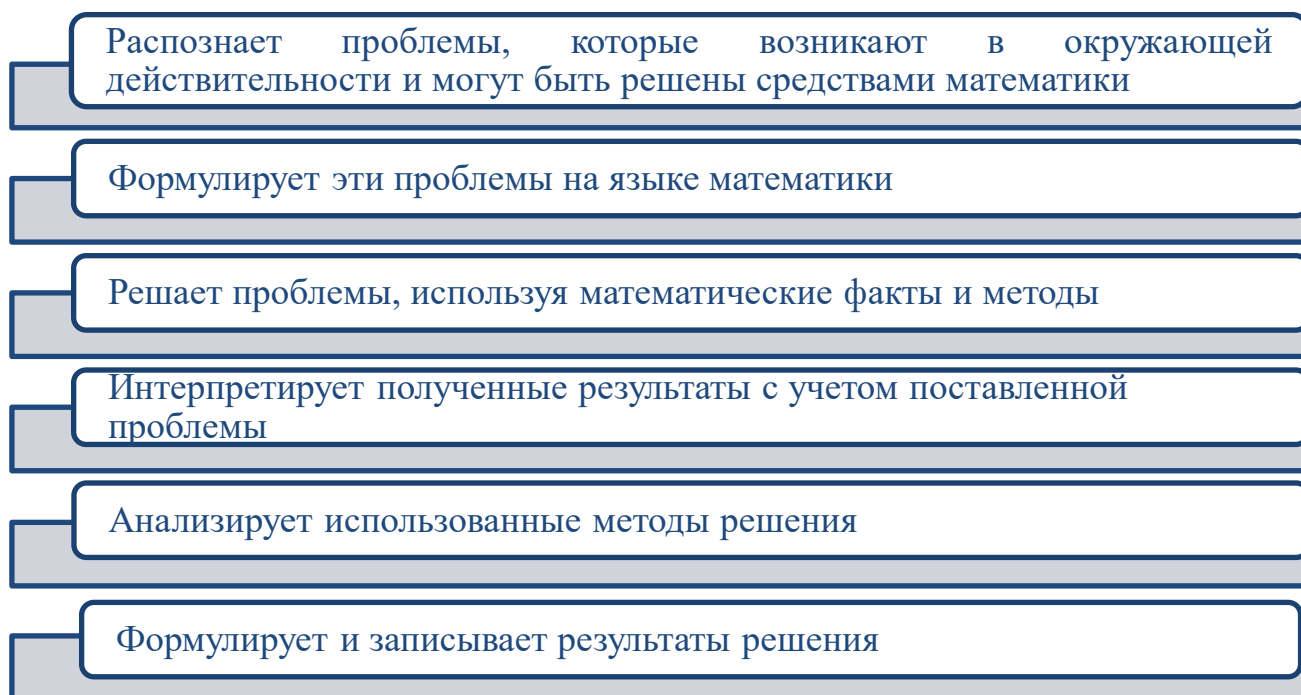 Распознает проблемы, которые возникают в окружающей
действительности и могут быть решены средствами математики
Формулирует эти проблемы на языке математики
Решает проблемы, используя математические факты и методы
Интерпретирует полученные результаты с учетом поставленной
проблемы
Анализирует использованные методы решения
Формулирует и записывает результаты решения